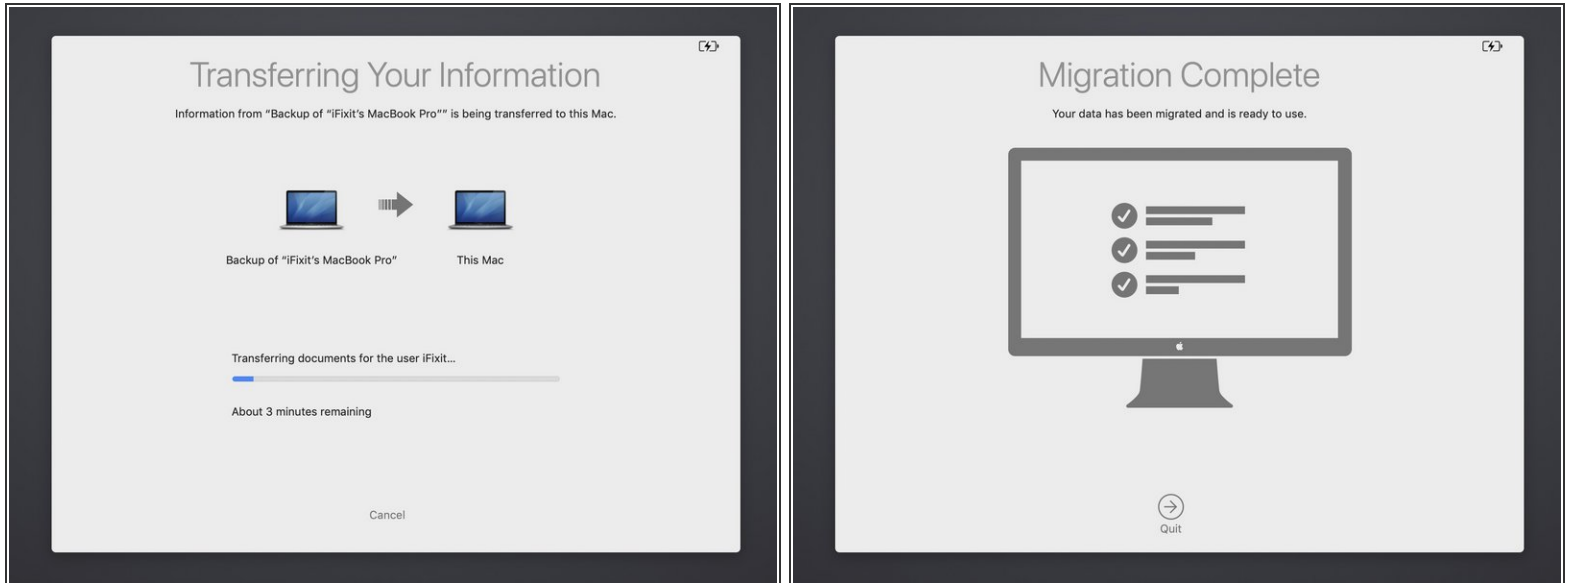 Transferring Your Information
Information from “Backup of “iFixit’s MacBook Pro”” is being transferred to this Mac.
Backup of “iFixit’s MacBook Pro”
This Mac
Transferring documents for the user iFixit...
About 3 minutes remaining
Cancel
Migration Complete
Your data has been migrated and is ready to use.
Quit